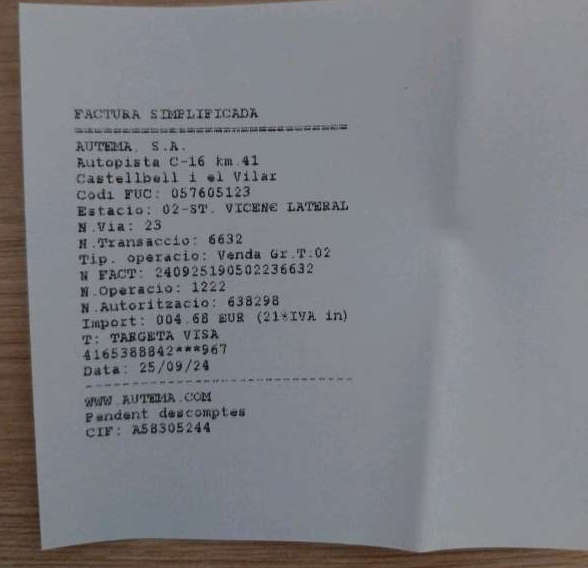 FACTURA SIMPLIFICADA
==============================
AUTEMA, S.A.
Autopista C-16 km.41
Castellbell i el Vilar
Codi FUC: 057605123
Estacio: 02-ST. VICENÇ LATERAL
N.Via: 23
N.Transaccio: 6632
Tip. operacio: Venda Gr.T:02
N FACT: 240925190502236632
N.Operacio: 1222
N.Autoritzacio: 638298
Import: 004.68 EUR (21%IVA in)
T: TARGETA VISA
4165388842***967
Data: 25/09/24
------------------------------
WWW.AUTEMA.COM
Pendent descomptes
CIF: A58305244